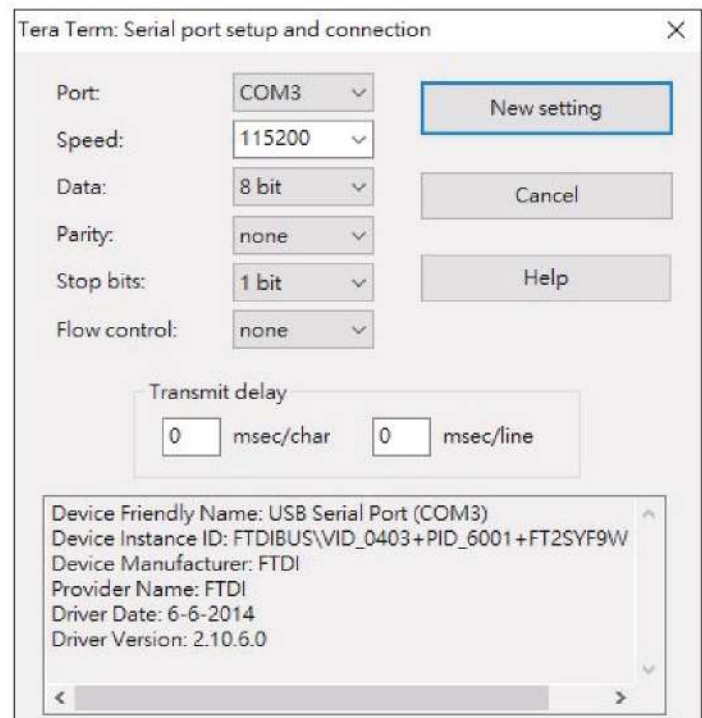 Tera Term: Serial port setup and connection
Port: COM3
New setting
Speed: 115200
Data: 8 bit
Cancel
Parity: none
Stop bits: 1 bit
Help
Flow control: none
Transmit delay
0 msec/char 0 msec/line
Device Friendly Name: USB Serial Port (COM3)
Device Instance ID: FTDIBUS\VID_0403+PID_6001+FT2SYF9W
Device Manufacturer: FTDI
Provider Name: FTDI
Driver Date: 6-6-2014
Driver Version: 2.10.6.0